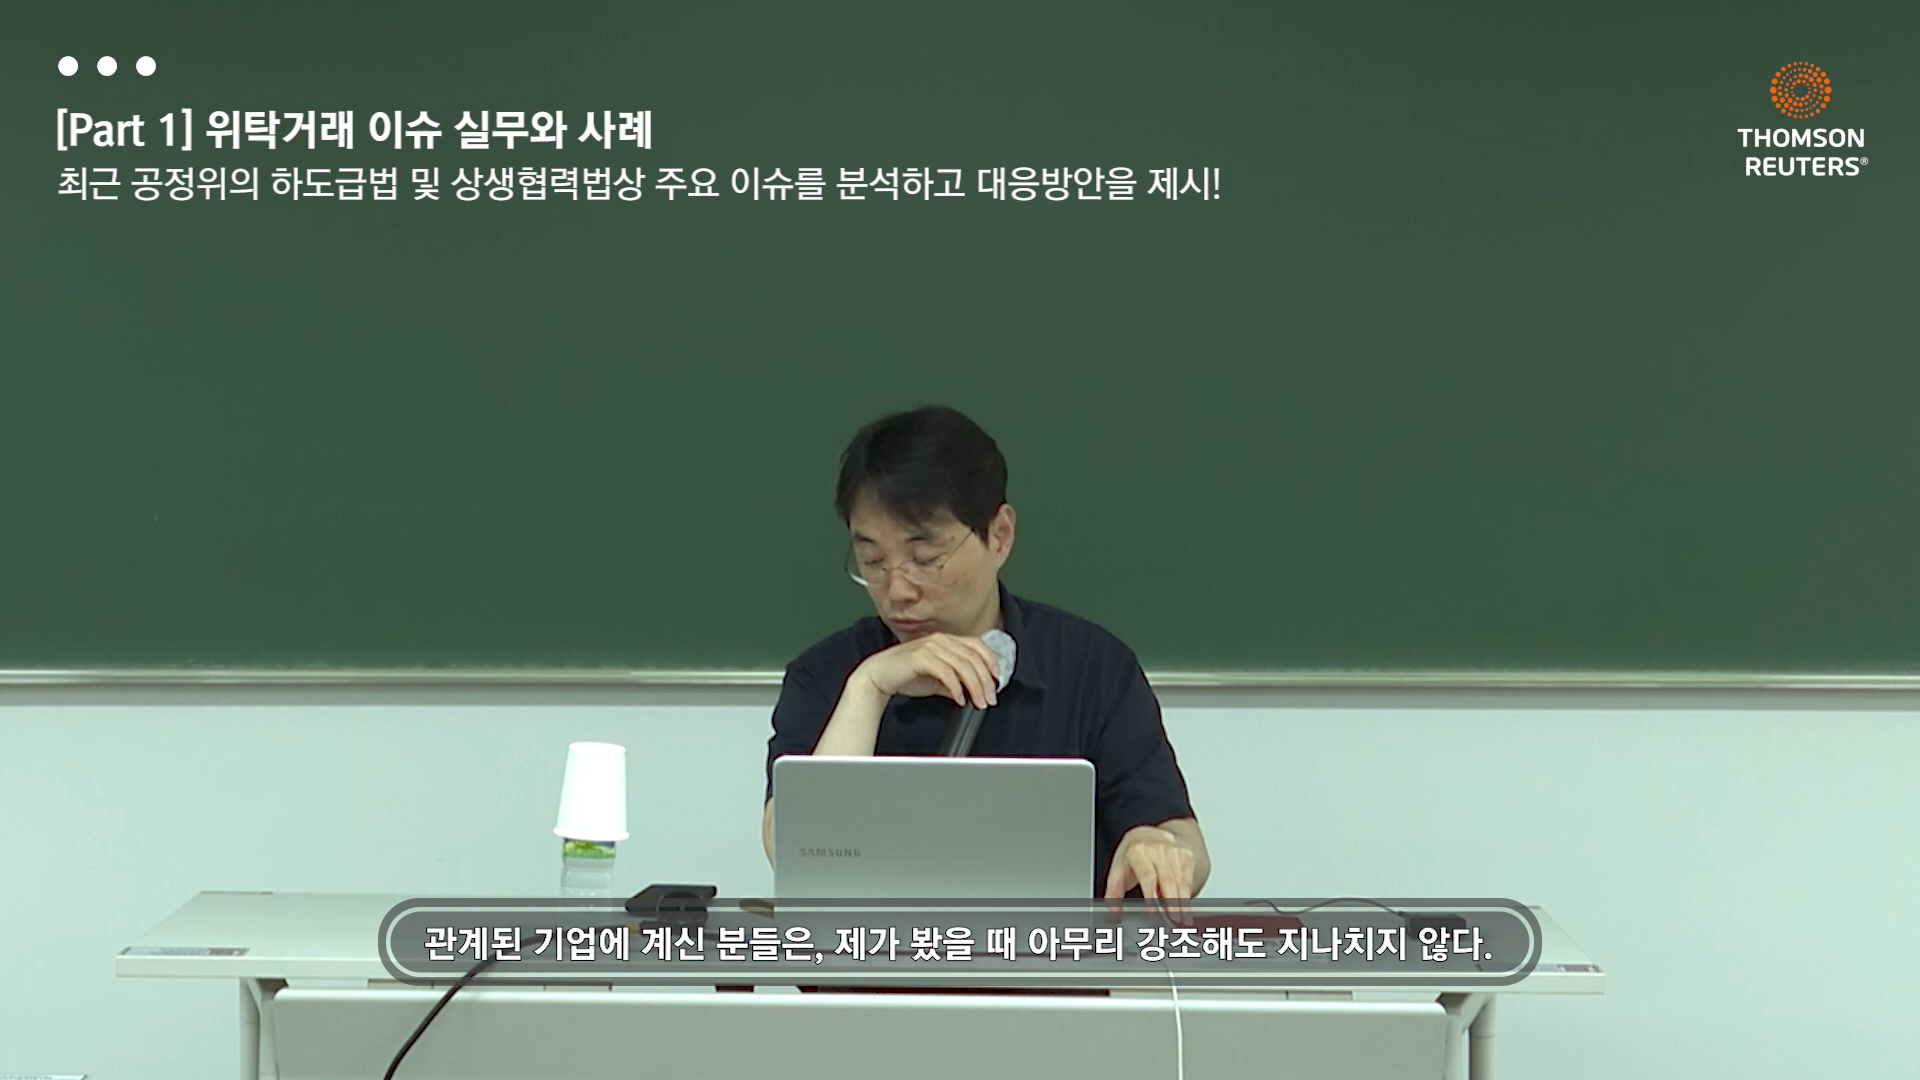 [Part 1] 위탁거래 이슈 실무와 사례
최근 공정위의 하도급법 및 상생협력법상 주요 이슈를 분석하고 대응방안을 제시!
THOMSON
REUTERS®
SAMSUNG
관계된 기업에 계신 분들은, 제가 봤을 때 아무리 강조해도 지나치지 않다.